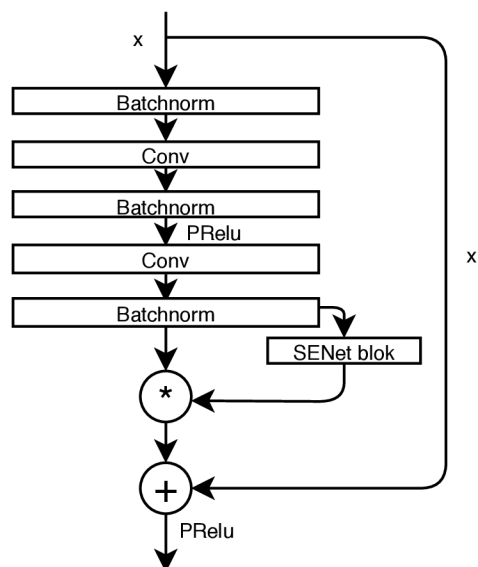 x
Batchnorm
Conv
Batchnorm
PRelu
Conv
x
Batchnorm
SENet blok
*
+
PRelu